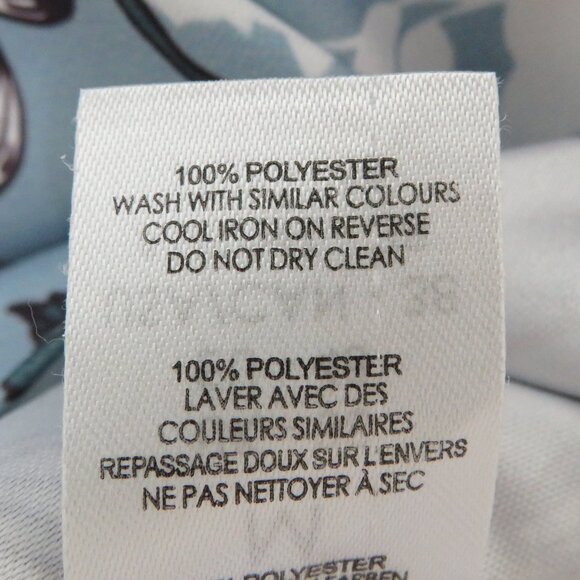 100% POLYESTER
WASH WITH SIMILAR COLOURS
COOL IRON ON REVERSE
DO NOT DRY CLEAN
100% POLYESTER
LAVER AVEC DES
COULEURS SIMILAIRES
REPASSAGE DOUX SUR L'ENVERS
NE PAS NETTOYER À SEC
100% POLYESTER